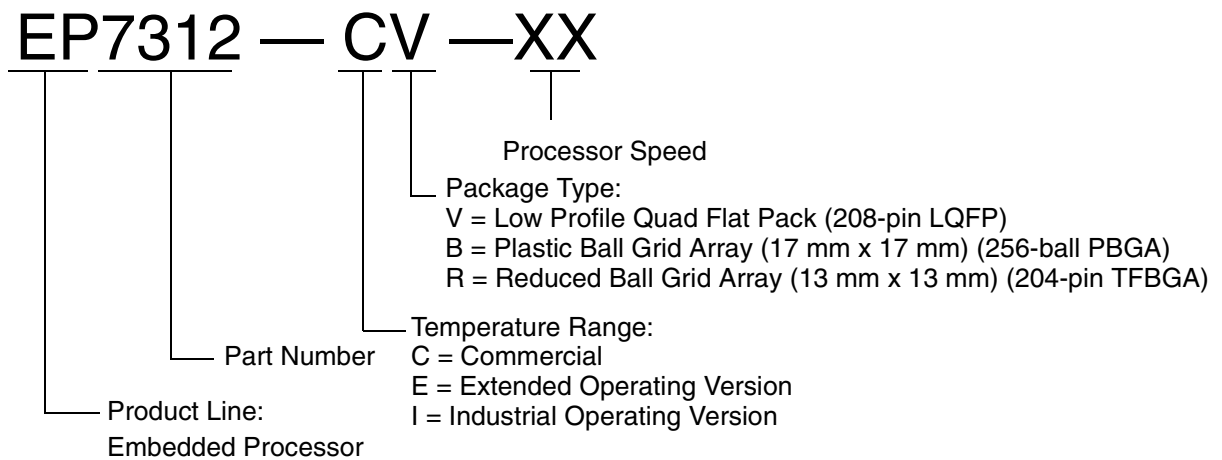 EP7312 — CV — XX
Processor Speed
Package Type:
V = Low Profile Quad Flat Pack (208-pin LQFP)
B = Plastic Ball Grid Array (17 mm x 17 mm) (256-ball PBGA)
R = Reduced Ball Grid Array (13 mm x 13 mm) (204-pin TFBGA)
Temperature Range:
C = Commercial
E = Extended Operating Version
I = Industrial Operating Version
Part Number
Product Line:
Embedded Processor